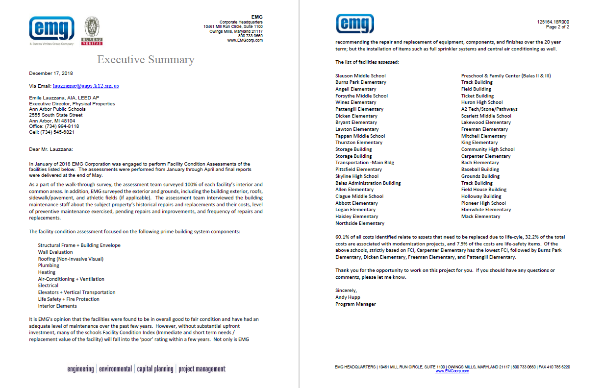 emg
BUREAU
VERITAS
EMG
Corporate Headquarters
10461 Mill Run Circle, Suite 1100
Owings Mills, Maryland 21117
800.733.0660
www.EMGcorp.com
Executive Summary
December 17, 2018
Via Email:
Emile Lauzzana, AIA, LEED AP
Executive Director, Physical Properties
Ann Arbor Public Schools
2555 South State Street
Ann Arbor, MI 48104
Office: (734) 994-8118
Cell: (734)
Dear Mr. Lauzzana:
In January of 2018 EMG Corporation was engaged to perform Facility Condition Assessments of the
facilities listed below. The assessments were performed from January through April and final reports
were delivered at the end of May.
As a part of the walk-through survey, the assessment team surveyed 100% of each facility's interior and
common areas. In addition, EMG surveyed the exterior and grounds, including the building exterior, roofs,
sidewalk/pavement, and athletic fields (if applicable). The assessment team interviewed the building
maintenance staff about the subject property's historical repairs and replacements and their costs, level
of preventive maintenance exercised, pending repairs and improvements, and frequency of repairs and
replacements.
The facility condition assessment focused on the following prime building system components:
Structural Frame + Building Envelope
Wall Evaluation
Roofing (Non-Invasive Visual)
Plumbing
Heating
Air-Conditioning + Ventilation
Electrical
Elevators + Vertical Transportation
Life Safety + Fire Protection
Interior Elements
It is EMG's opinion that the facilities were found to be in overall good to fair condition and have had an
adequate level of maintenance over the past few years. However, without substantial upfront
investment, many of the schools Facility Condition Index (immediate and short term needs /
replacement value of the facility) will fall into the 'poor' rating within a few years. Not only is EMG
engineering | environmental | capital planning | project management
emg
Page 2 of 2
recommending the repair and replacement of equipment, components, and finishes over the 20 year
term; but the installation of items such as full sprinkler systems and central air conditioning as well.
The list of facilities assessed:
Slauson Middle School
Burns Park Elementary
Angell Elementary
Forsythe Middle School
Wines Elementary
Pattengill Elementary
Dicken Elementary
Bryant Elementary
Lawton Elementary
Tappan Middle School
Thurston Elementary
Storage Building
Storage Building
Transportation -Main Bldg
Pittsfield Elementary
Skyline High School
Balas Administration Building
Allen Elementary
Clague Middle School
Abbott Elementary
Logan Elementary
Haisley Elementary
Northside Elementary
Preschool & Family Center (Balas II & III)
Track Building
Field Building
Ticket Building
Huron High School
A2 Tech/Stone/Pathways
Scarlett Middle School
Lakewood Elementary
Freeman Elementary
Mitchell Elementary
King Elementary
Community High School
Carpenter Elementary
Bach Elementary
Baseball Building
Grounds Building
Track Building
Field House Building
Holloway Building
Pioneer High School
Eberwhite Elementary
Mack Elementary
60.1% of all costs identified relate to assets that need to be replaced due to life-cyle, 32.2% of the total
costs are associated with modernization projects, and 7.5% of the costs are life-safety items. Of the
above schools, strictly based on FCI, Carpenter Elementary has the lowest FCI, followed by Burns Park
Elementary, Dicken Elementary, Freeman Elementary, and Pattengill Elementary.
Thank you for the opportunity to work on this project for you. If you should have any questions or
comments, please let me know.
Sincerely,
Andy Hupp
Program Manager
EMG HEADQUARTERS | 10461 MILL RUN CIRCLE, SUITE 1100 | OWINGS MILLS, MARYLAND 21117 | 800 733 0660 | FAX 410 785 6220
www.EMGcorp.com